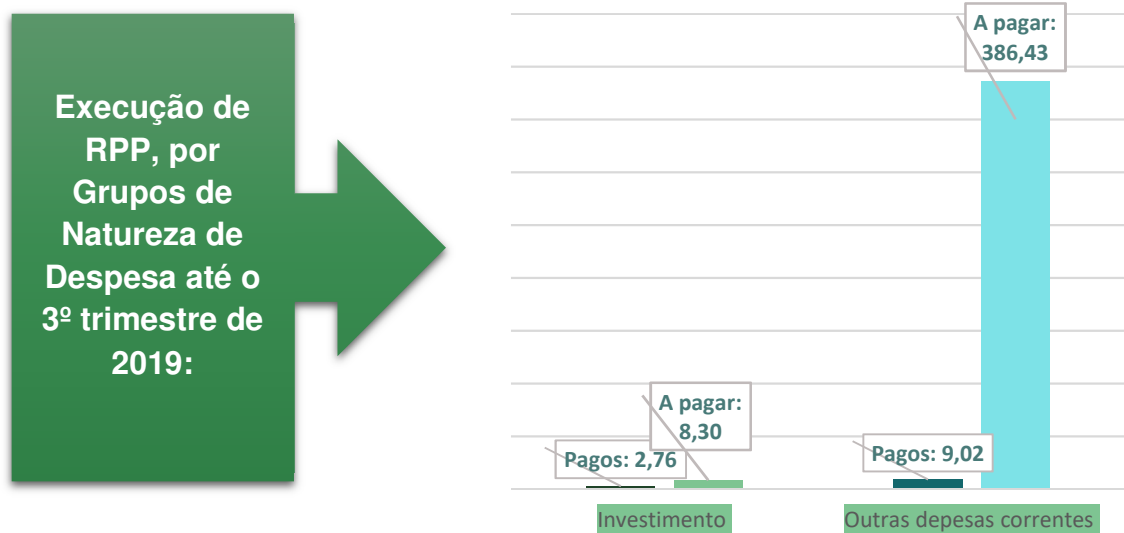 Execução de
RPP, por
Grupos de
Natureza de
Despesa até o
3º trimestre de
2019:
A pagar:
386,43
A pagar:
8,30
Pagos: 2,76
Pagos: 9,02
Investimento
Outras depesas correntes